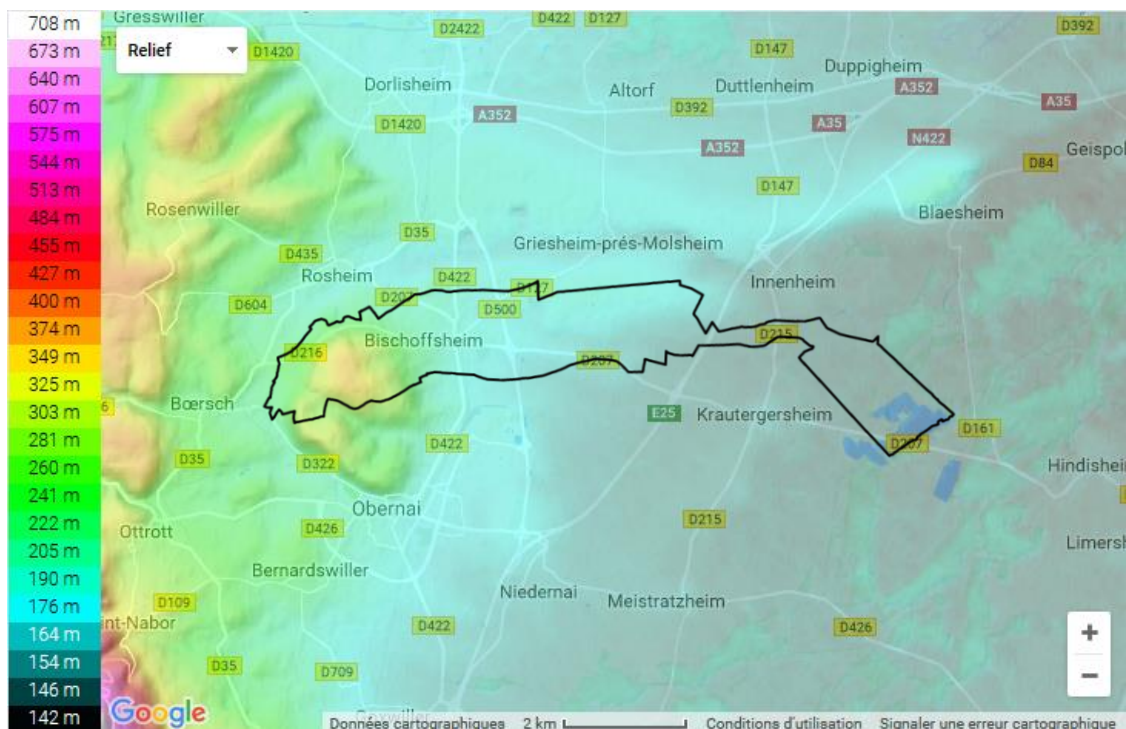 708 m
673 m
640 m
607 m
575 m
544 m
513 m
484 m
455 m
427 m
400 m
374 m
349 m
325 m
303 m
281 m
260 m
241 m
222 m
205 m
190 m
176 m
164 m
154 m
146 m
142 m
Relief
Gresswiller
D2422
D422
D127
D392
D1420
D147
Duppigheim
Dorlisheim
Altorf
Duttlenheim
A352
A35
D392
A352
D1420
A35
N422
A352
Geispol
D84
D147
Rosenwiller
Blaesheim
D35
Griesheim-prés-Molsheim
D435
Rosheim
D422
Innenheim
D604
D500
D215
Bischoffsheim
D216
D207
Bœrsch
E25
Krautergersheim
D161
D422
D207
D35
D322
Hindisheim
Obernai
D215
D426
Ottrott
Limersh
Bernardswiller
Niedernai
Meistratzheim
D109
int-Nabor
D422
D426
D35
D709
+
−
Google
Données cartographiques
2 km
Conditions d'utilisation
Signaler une erreur cartographique